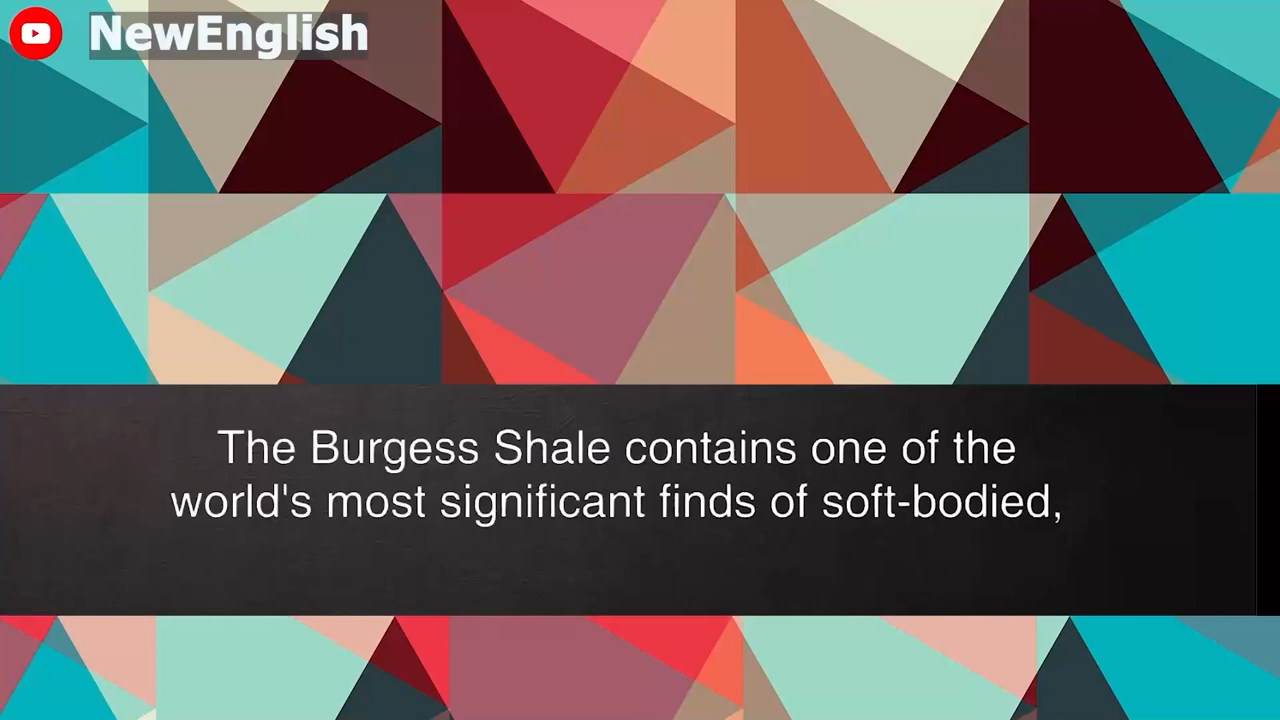 NewEnglish
The Burgess Shale contains one of the
world's most significant finds of soft-bodied,